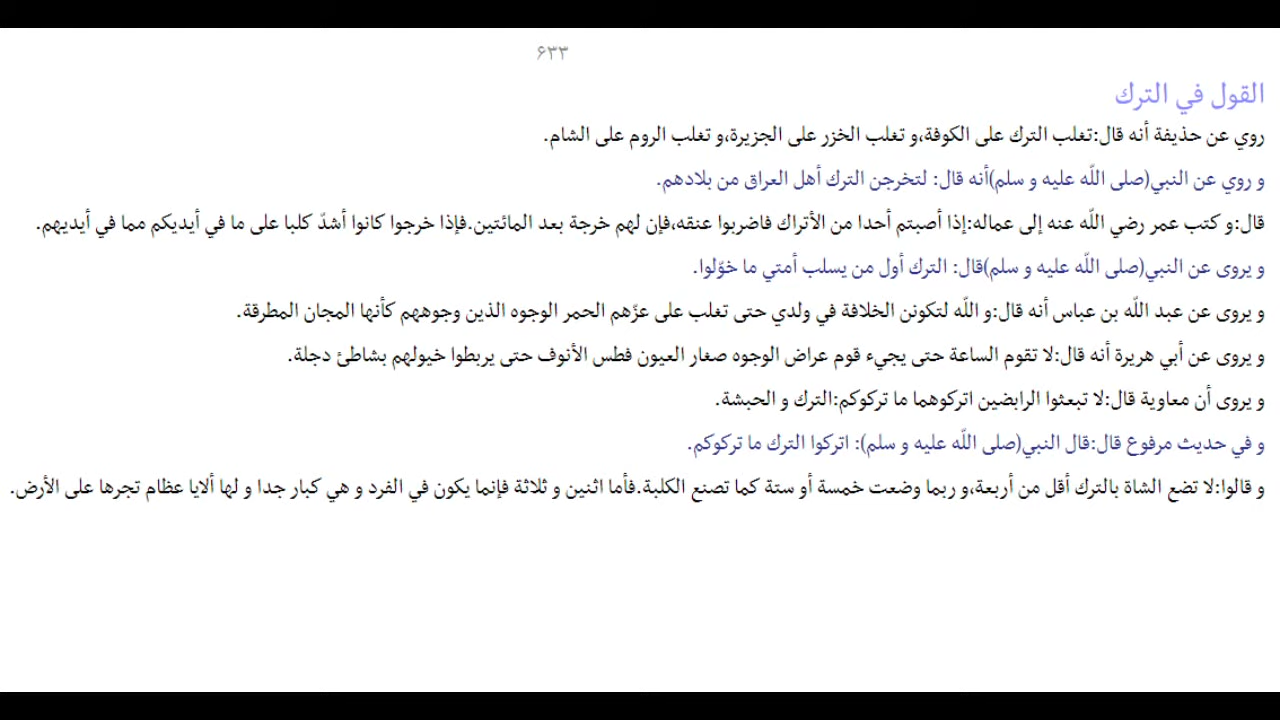 ۶۳۳
القول في الترك
روي عن حذيفة أنه قال:تغلب الترك على الكوفة،و تغلب الخزر على الجزيرة،و تغلب الروم على الشام.
و روي عن النبي(صلى اللّه عليه و سلم)أنه قال: لتخرجن الترك أهل العراق من بلادهم.
قال:و كتب عمر رضي اللّه عنه إلى عماله:إذا أصبتم أحدا من الأتراك فاضربوا عنقه،فإن لهم خرجة بعد المائتين.فإذا خرجوا كانوا أشدّ كلبا على ما في أيديكم مما في أيديهم.
و يروى عن النبي(صلى اللّه عليه و سلم)قال: الترك أول من يسلب أمتي ما خوّلوا.
و يروى عن عبد اللّه بن عباس أنه قال:و اللّه لتكونن الخلافة في ولدي حتى تغلب على عزّهم الحمر الوجوه الذين وجوههم كأنها المجان المطرقة.
و يروى عن أبي هريرة أنه قال:لا تقوم الساعة حتى يجيء قوم عراض الوجوه صغار العيون فطس الأنوف حتى يربطوا خيولهم بشاطئ دجلة.
و يروى أن معاوية قال:لا تبعثوا الرابضين اتركوهما ما تركوكم:الترك و الحبشة.
و في حديث مرفوع قال:قال النبي(صلى اللّه عليه و سلم): اتركوا الترك ما تركوكم.
و قالوا:لا تضع الشاة بالترك أقل من أربعة،و ربما وضعت خمسة أو ستة كما تصنع الكلبة.فأما اثنين و ثلاثة فإنما يكون في الفرد و هي كبار جدا و لها ألايا عظام تجرها على الأرض.